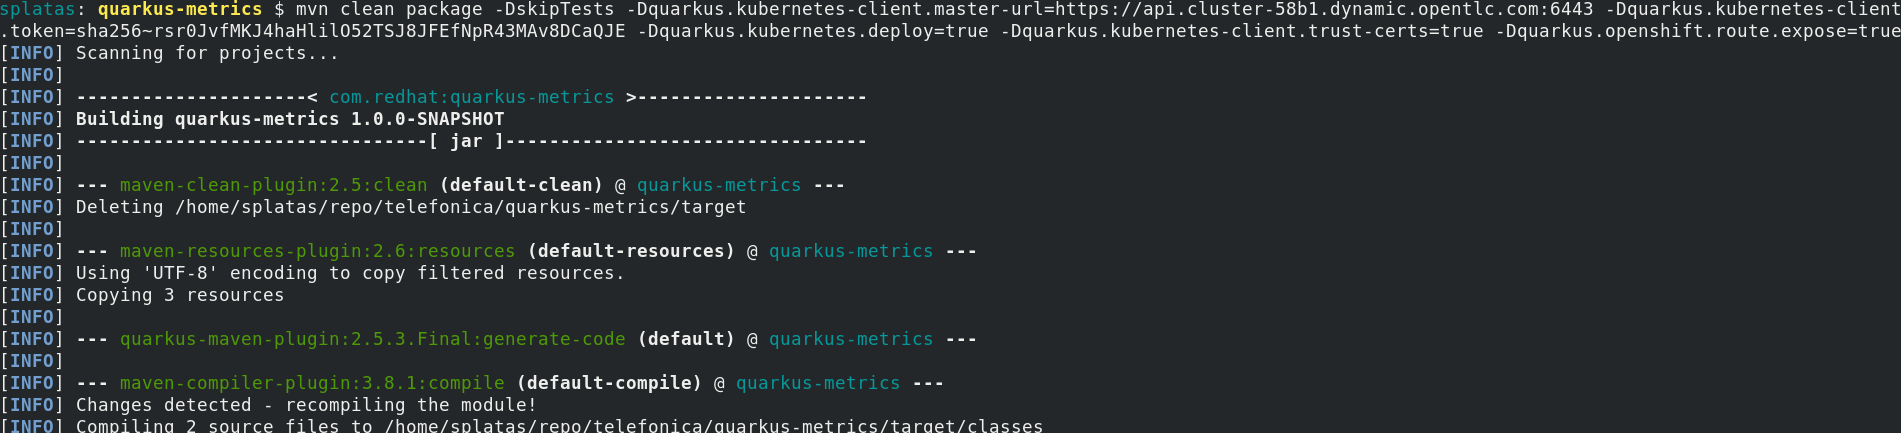 splatas: quarkus-metrics $ mvn clean package -DskipTests -Dquarkus.kubernetes-client.master-url=https://api.cluster-58b1.dynamic.opentlc.com:6443 -Dquarkus.kubernetes-client
.token=sha256~rsr0JvfMKJ4haHlilO52TSJ8JFEfNpR43MAv8DCaQJE -Dquarkus.kubernetes.deploy=true -Dquarkus.kubernetes-client.trust-certs=true -Dquarkus.openshift.route.expose=true
[INFO] Scanning for projects...
[INFO]
[INFO] ---------------------< com.redhat:quarkus-metrics >---------------------
[INFO] Building quarkus-metrics 1.0.0-SNAPSHOT
[INFO] --------------------------------[ jar ]---------------------------------
[INFO]
[INFO] --- maven-clean-plugin:2.5:clean (default-clean) @ quarkus-metrics ---
[INFO] Deleting /home/splatas/repo/telefonica/quarkus-metrics/target
[INFO]
[INFO] --- maven-resources-plugin:2.6:resources (default-resources) @ quarkus-metrics ---
[INFO] Using 'UTF-8' encoding to copy filtered resources.
[INFO] Copying 3 resources
[INFO]
[INFO] --- quarkus-maven-plugin:2.5.3.Final:generate-code (default) @ quarkus-metrics ---
[INFO]
[INFO] --- maven-compiler-plugin:3.8.1:compile (default-compile) @ quarkus-metrics ---
[INFO] Changes detected - recompiling the module!
[INFO] Compiling 2 source files to /home/splatas/repo/telefonica/quarkus-metrics/target/classes